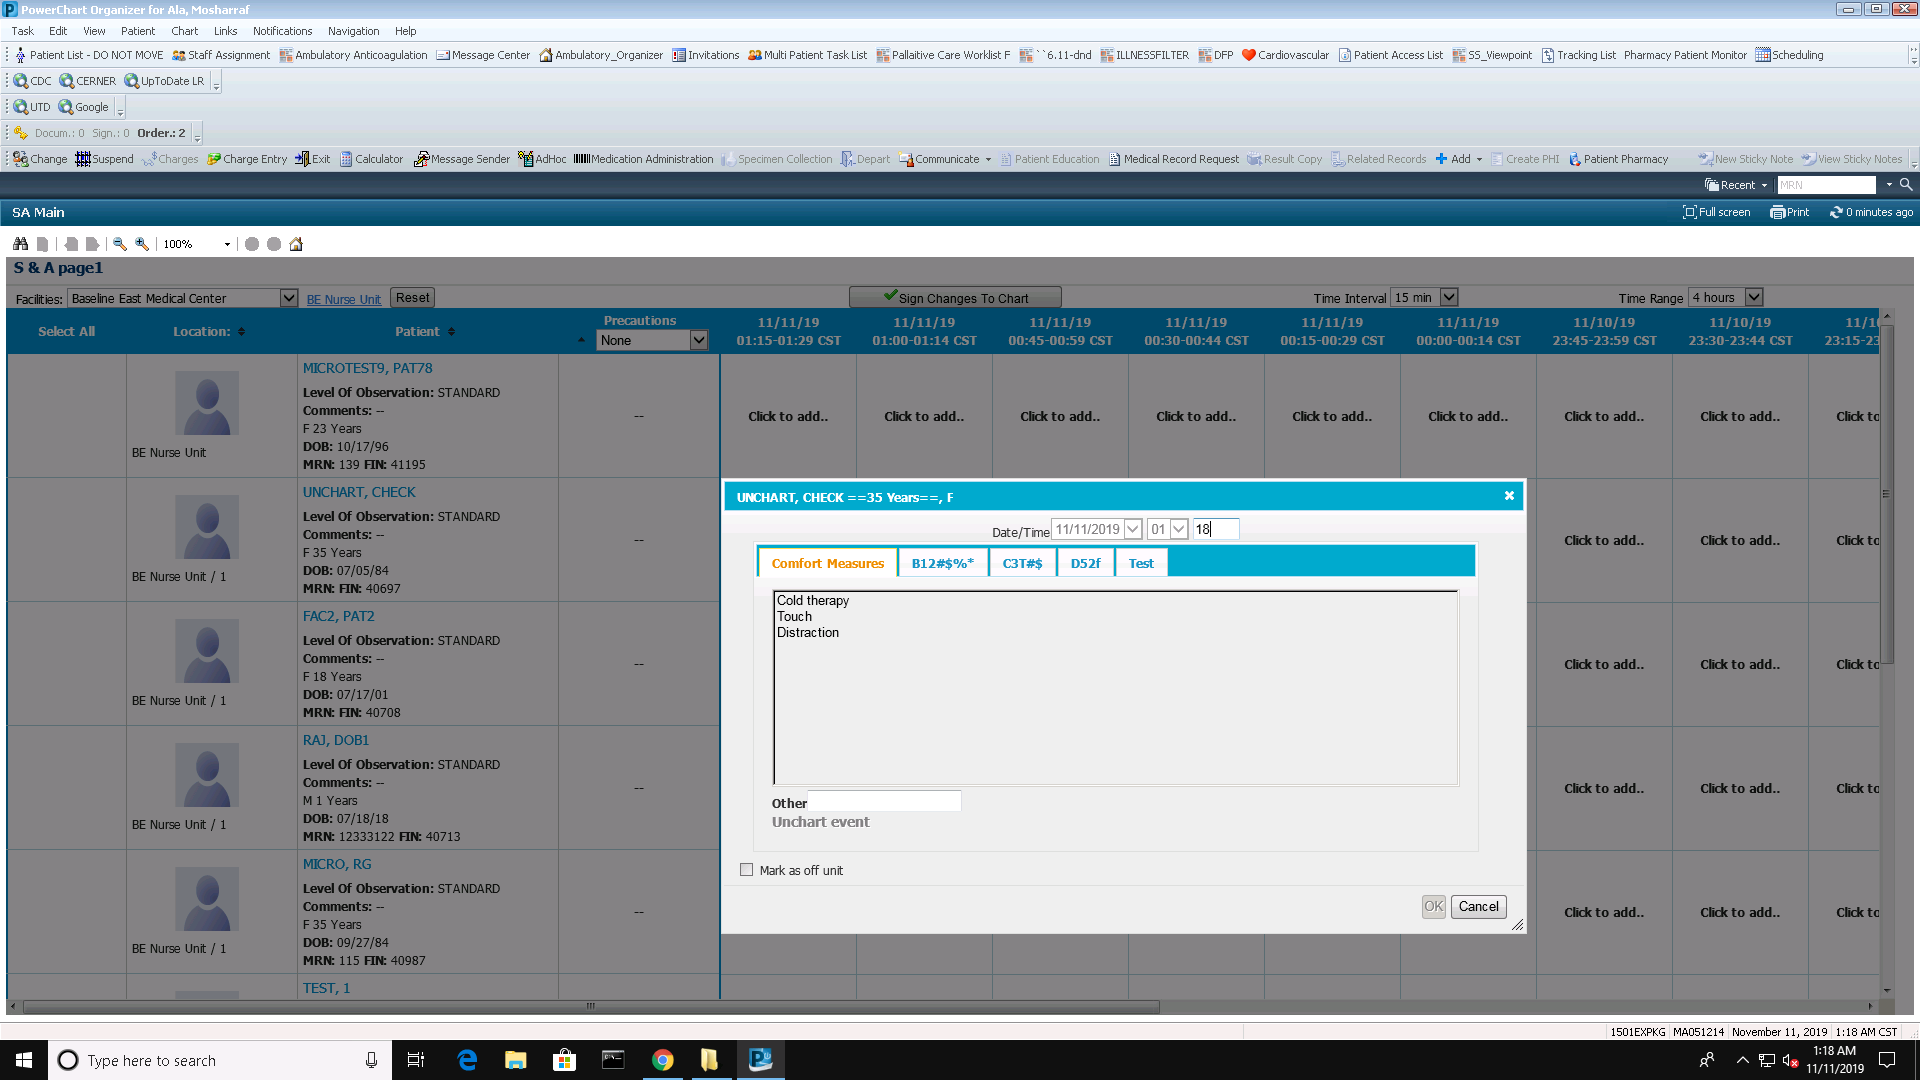 PowerChart Organizer for Ala, Mosharraf
Task Edit View Patient Chart Links Notifications Navigation Help
Patient List - DO NOT MOVE Staff Assignment Ambulatory Anticoagulation Message Center Ambulatory_Organizer Invitations Multi Patient Task List Pallaitive Care Worklist F ``6.11-dnd ILLNESSFILTER DFP Cardiovascular Patient Access List SS_Viewpoint Tracking List Pharmacy Patient Monitor Scheduling
CDC CERNER UpToDate LR
UTD Google
Docum.: 0 Sign.: 0 Order.: 2
Change Suspend Charges Charge Entry Exit Calculator Message Sender AdHoc Medication Administration Specimen Collection Depart Communicate Patient Education Medical Record Request Result Copy Related Records Add Create PHI Patient Pharmacy New Sticky Note View Sticky Notes
Recent MRN
SA Main Full screen Print 0 minutes ago
100%
S & A page1
Facilities: Baseline East Medical Center BE Nurse Unit Reset Sign Changes To Chart Time Interval 15 min Time Range 4 hours
Select All Location: Patient Precautions None
11/11/19 11/11/19 11/11/19 11/11/19 11/11/19 11/11/19 11/10/19 11/10/19 11/1
01:15-01:29 CST 01:00-01:14 CST 00:45-00:59 CST 00:30-00:44 CST 00:15-00:29 CST 00:00-00:14 CST 23:45-23:59 CST 23:30-23:44 CST 23:15-23
MICROTEST9, PAT78
Level Of Observation: STANDARD
Comments: --
F 23 Years
DOB: 10/17/96
MRN: 139 FIN: 41195
BE Nurse Unit
--
Click to add.. Click to add.. Click to add.. Click to add.. Click to add.. Click to add.. Click to add.. Click to add.. Click to
UNCHART, CHECK
Level Of Observation: STANDARD
Comments: --
F 35 Years
DOB: 07/05/84
MRN: FIN: 40697
BE Nurse Unit / 1
--
Click to add.. Click to add.. Click to
FAC2, PAT2
Level Of Observation: STANDARD
Comments: --
F 18 Years
DOB: 07/17/01
MRN: FIN: 40708
BE Nurse Unit / 1
--
Click to add.. Click to add.. Click to
RAJ, DOB1
Level Of Observation: STANDARD
Comments: --
M 1 Years
DOB: 07/18/18
MRN: 12333122 FIN: 40713
BE Nurse Unit / 1
--
Click to add.. Click to add.. Click to
MICRO, RG
Level Of Observation: STANDARD
Comments: --
F 35 Years
DOB: 09/27/84
MRN: 115 FIN: 40987
BE Nurse Unit / 1
--
Click to add.. Click to add.. Click to
TEST, 1
UNCHART, CHECK ==35 Years==, F
Date/Time 11/11/2019 01 18
Comfort Measures B12#$%* C3T#$ D52f Test
Cold therapy
Touch
Distraction
Other
Unchart event
Mark as off unit
OK Cancel
1501EXPKG MA051214 November 11, 2019 1:18 AM CST
Type here to search
1:18 AM
11/11/2019